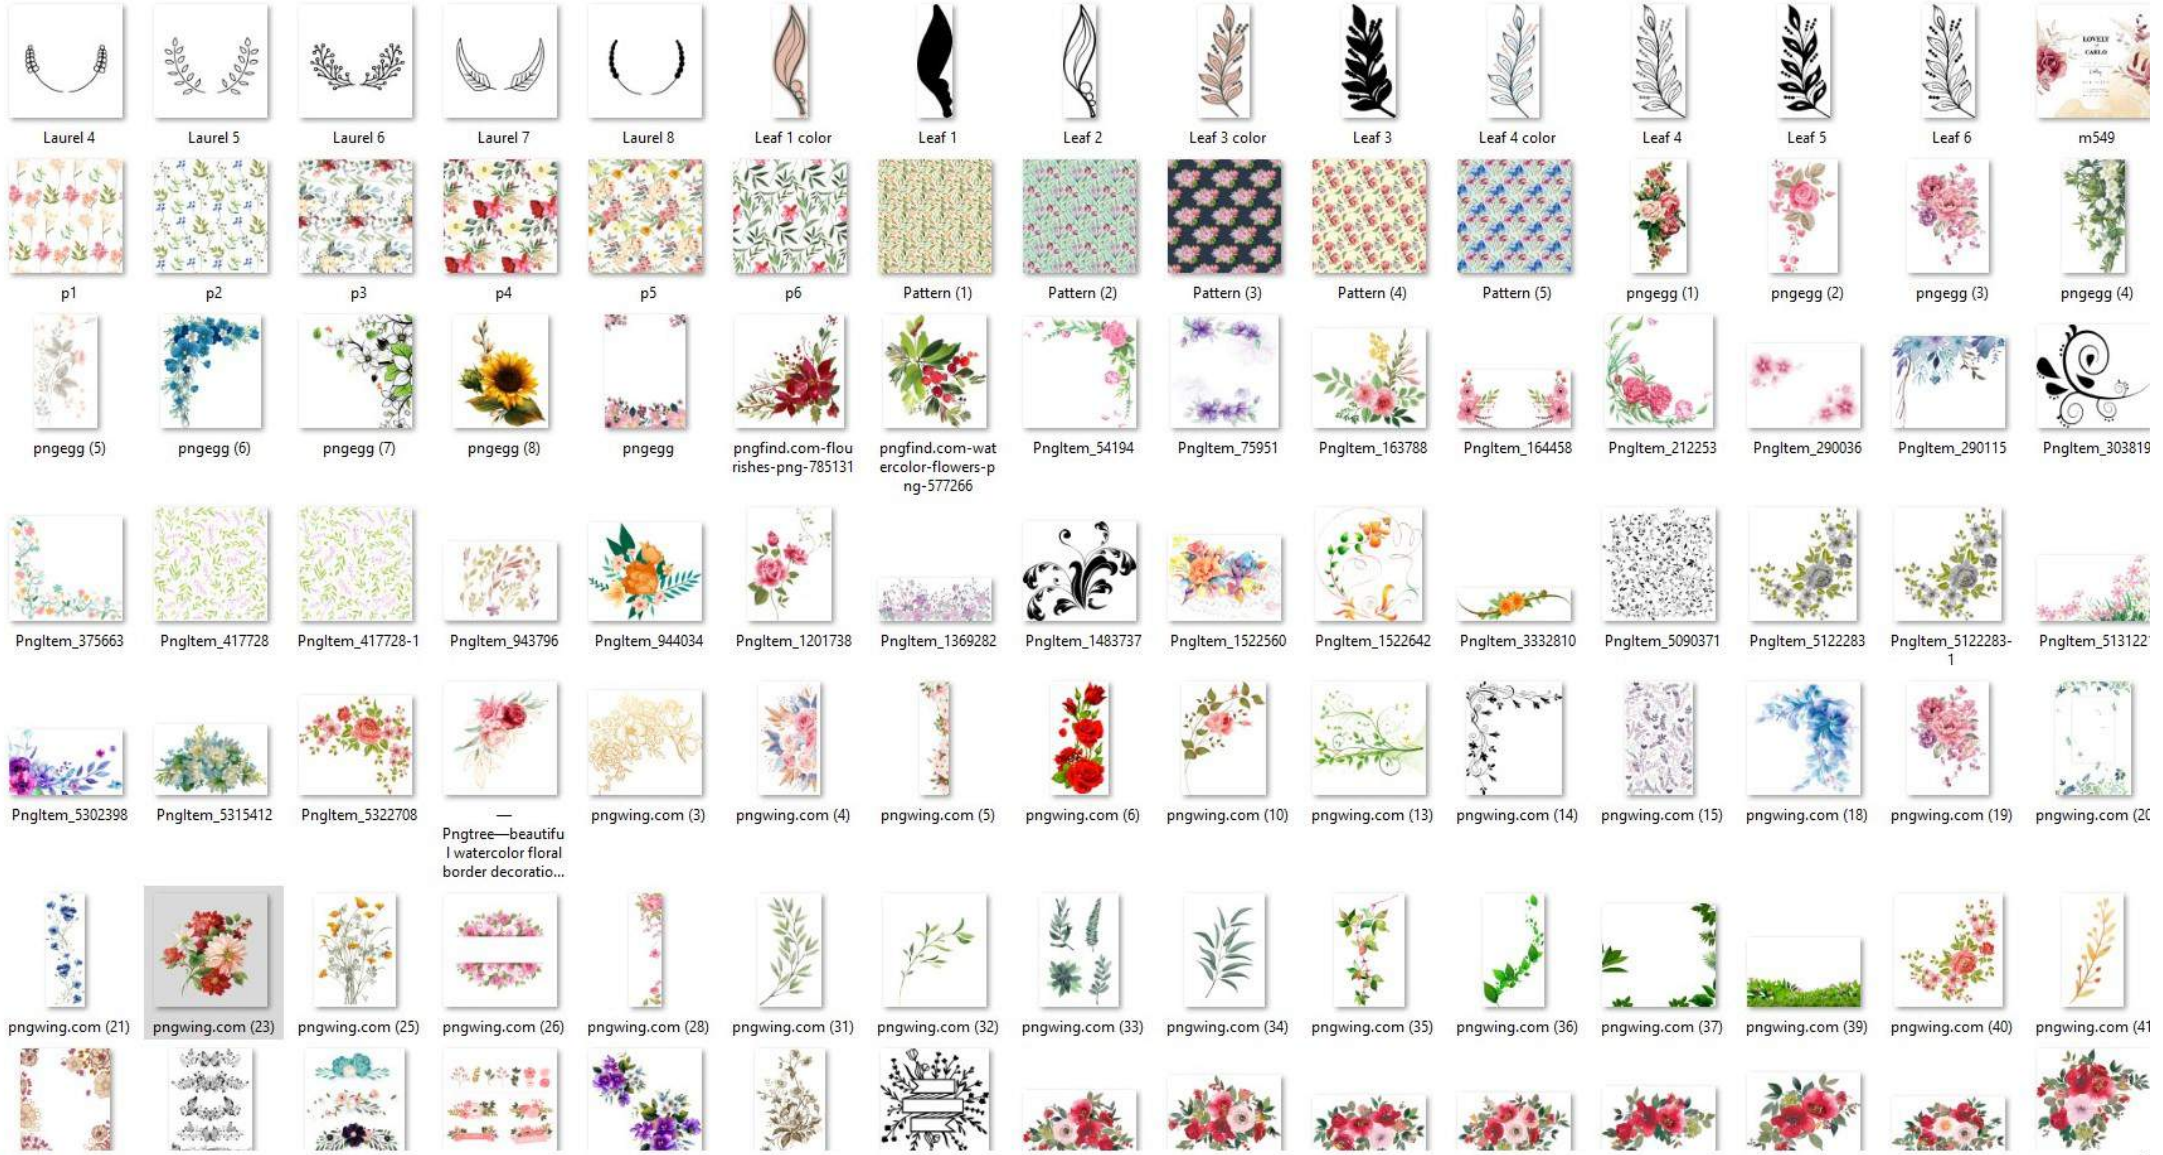 Laurel 4
Laurel 5
Laurel 6
Laurel 7
Laurel 8
Leaf 1 color
Leaf 1
Leaf 2
Leaf 3 color
Leaf 3
Leaf 4 color
Leaf 4
Leaf 5
Leaf 6
LOVELY
CARLO
m549
p1
p2
p3
p4
p5
p6
Pattern (1)
Pattern (2)
Pattern (3)
Pattern (4)
Pattern (5)
pngegg (1)
pngegg (2)
pngegg (3)
pngegg (4)
pngegg (5)
pngegg (6)
pngegg (7)
pngegg (8)
pngegg
pngfind.com-flou
rishes-png-785131
pngfind.com-wat
ercolor-flowers-p
ng-577266
PngItem_54194
PngItem_75951
PngItem_163788
PngItem_164458
PngItem_212253
PngItem_290036
PngItem_290115
PngItem_303819
PngItem_375663
PngItem_417728
PngItem_417728-1
PngItem_943796
PngItem_944034
PngItem_1201738
PngItem_1369282
PngItem_1483737
PngItem_1522560
PngItem_1522642
PngItem_3332810
PngItem_5090371
PngItem_5122283
PngItem_5122283-
1
PngItem_5131221
PngItem_5302398
PngItem_5315412
PngItem_5322708
—
Pngtree—beautifu
l watercolor floral
border decoratio...
pngwing.com (3)
pngwing.com (4)
pngwing.com (5)
pngwing.com (6)
pngwing.com (10)
pngwing.com (13)
pngwing.com (14)
pngwing.com (15)
pngwing.com (18)
pngwing.com (19)
pngwing.com (20
pngwing.com (21)
pngwing.com (23)
pngwing.com (25)
pngwing.com (26)
pngwing.com (28)
pngwing.com (31)
pngwing.com (32)
pngwing.com (33)
pngwing.com (34)
pngwing.com (35)
pngwing.com (36)
pngwing.com (37)
pngwing.com (39)
pngwing.com (40)
pngwing.com (41